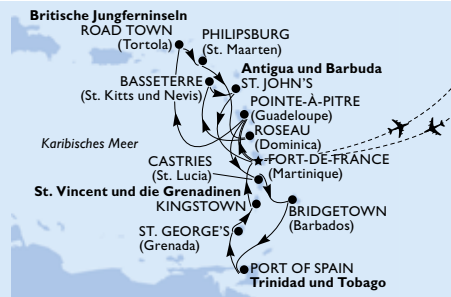 Britische Jungferninseln
ROAD TOWN
(Tortola)
PHILIPSBURG
(St. Maarten)
Antigua und Barbuda
BASSETERRE
(St. Kitts und Nevis)
ST. JOHN'S
POINTE-À-PITRE
(Guadeloupe)
ROSEAU
(Dominica)
Karibisches Meer
FORT-DE-FRANCE
(Martinique)
CASTRIES
(St. Lucia)
St. Vincent und die Grenadinen
KINGSTOWN
BRIDGETOWN
(Barbados)
ST. GEORGE'S
(Grenada)
PORT OF SPAIN
Trinidad und Tobago